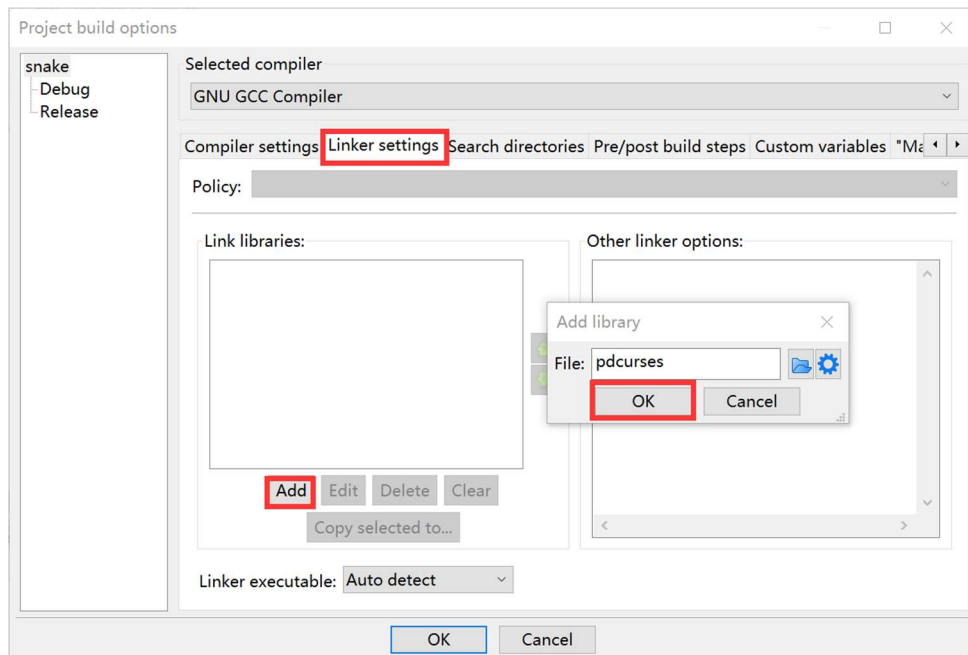 Project build options
snake
Debug
Release
Selected compiler
GNU GCC Compiler
Compiler settings Linker settings Search directories Pre/post build steps Custom variables "Ma
Policy:
Link libraries:
Other linker options:
Add library
File: pdcurses
OK Cancel
Add Edit Delete Clear
Copy selected to...
Linker executable: Auto detect
OK Cancel